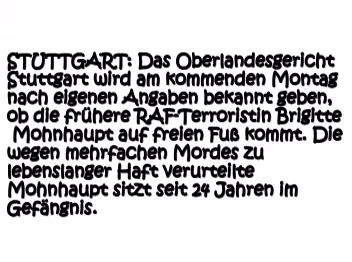 STUTTGART: Das Oberlandesgericht
Stuttgart wird am kommenden Montag
nach eigenen Angaben bekannt geben,
ob die frühere RAF-Terroristin Brigitte
Mohnhaupt auf freien Fuß kommt. Die
wegen mehrfachen Mordes zu
lebenslanger Haft verurteilte
Mohnhaupt sitzt seit 24 Jahren im
Gefängnis.